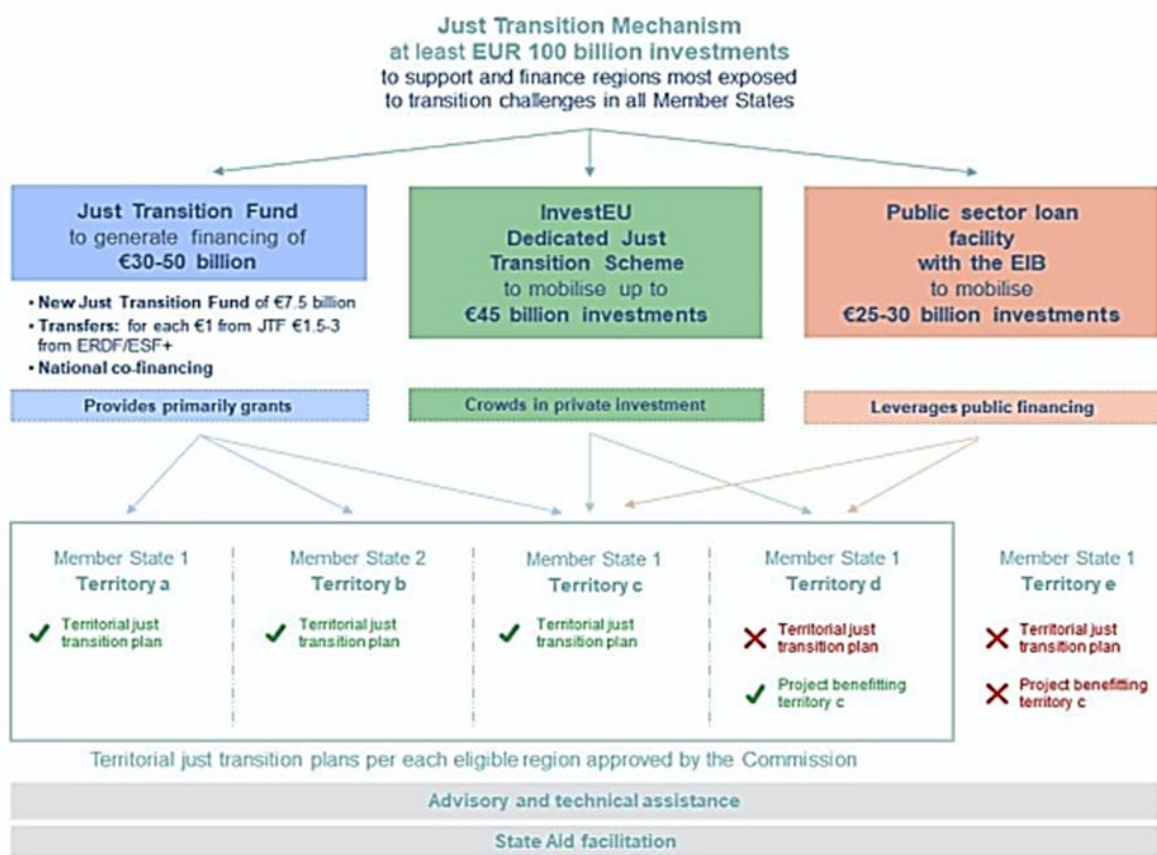 Just Transition Mechanism
at least EUR 100 billion investments
to support and finance regions most exposed
to transition challenges in all Member States
Just Transition Fund
to generate financing of
€30-50 billion
• New Just Transition Fund of €7.5 billion
• Transfers: for each €1 from JTF €1.5-3
from ERDF/ESF+
• National co-financing
Provides primarily grants
InvestEU
Dedicated Just
Transition Scheme
to mobilise up to
€45 billion investments
Crowds in private investment
Public sector loan
facility
with the EIB
to mobilise
€25-30 billion investments
Leverages public financing
Member State 1
Territory a
Territorial just
transition plan
Member State 2
Territory b
Territorial just
transition plan
Member State 1
Territory c
Territorial just
transition plan
Member State 1
Territory d
Territorial just
transition plan
Project benefitting
territory c
Member State 1
Territory e
Territorial just
transition plan
Project benefitting
territory c
Territorial just transition plans per each eligible region approved by the Commission
Advisory and technical assistance
State Aid facilitation